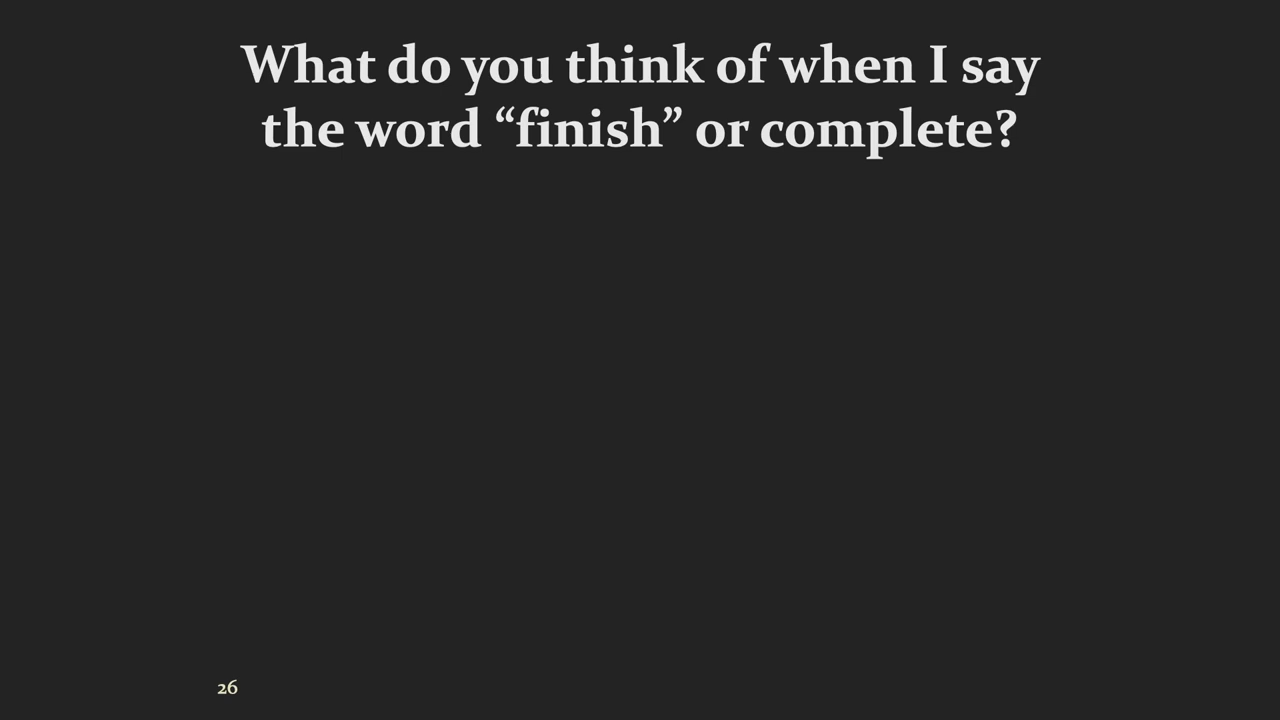 What do you think of when I say
the word “finish” or complete?
26